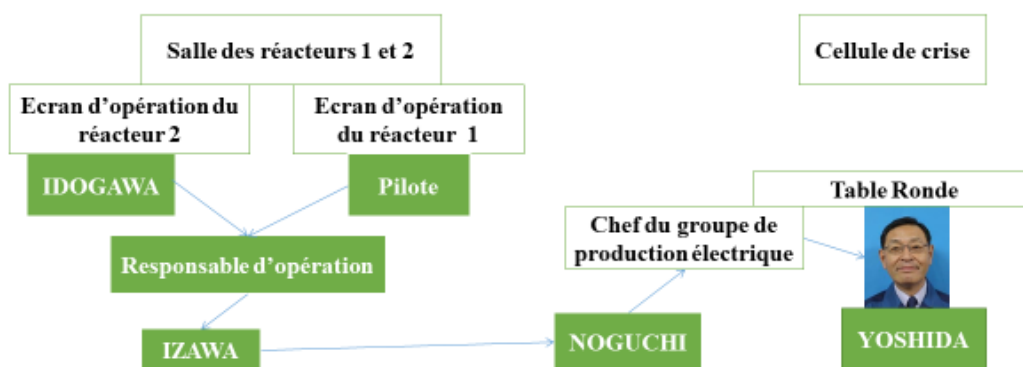 Salle des réacteurs 1 et 2
Cellule de crise
Ecran d’opération du
réacteur 2
Ecran d’opération
du réacteur 1
IDOGAWA
Pilote
Table Ronde
Chef du groupe de
production électrique
Responsable d’opération
IZAWA
NOGUCHI
YOSHIDA